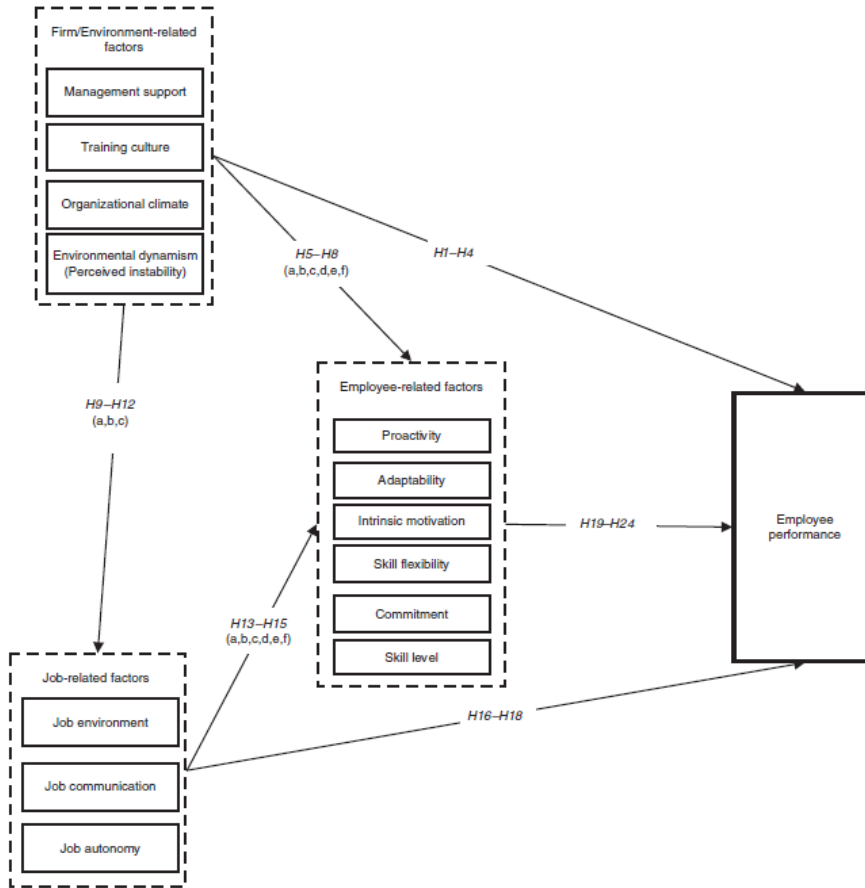 Firm/Environment-related
factors
Management support
Training culture
Organizational climate
Environmental dynamism
(Perceived instability)
H5–H8
(a,b,c,d,e,f)
H1–H4
H9–H12
(a,b,c)
Employee-related factors
Proactivity
Adaptability
Intrinsic motivation
Skill flexibility
Commitment
Skill level
H19–H24
Employee
performance
H13–H15
(a,b,c,d,e,f)
Job-related factors
Job environment
Job communication
Job autonomy
H16–H18